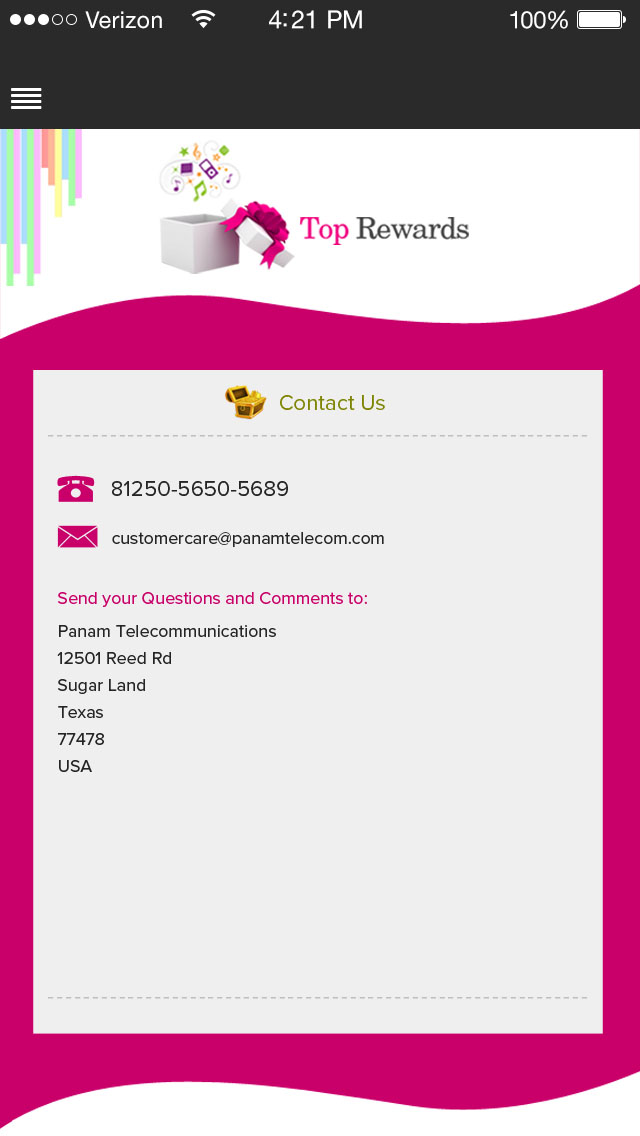 Verizon 4:21 PM 100%
Top Rewards
Contact Us
81250-5650-5689
customercare@panamtelecom.com
Send your Questions and Comments to:
Panam Telecommunications
12501 Reed Rd
Sugar Land
Texas
77478
USA